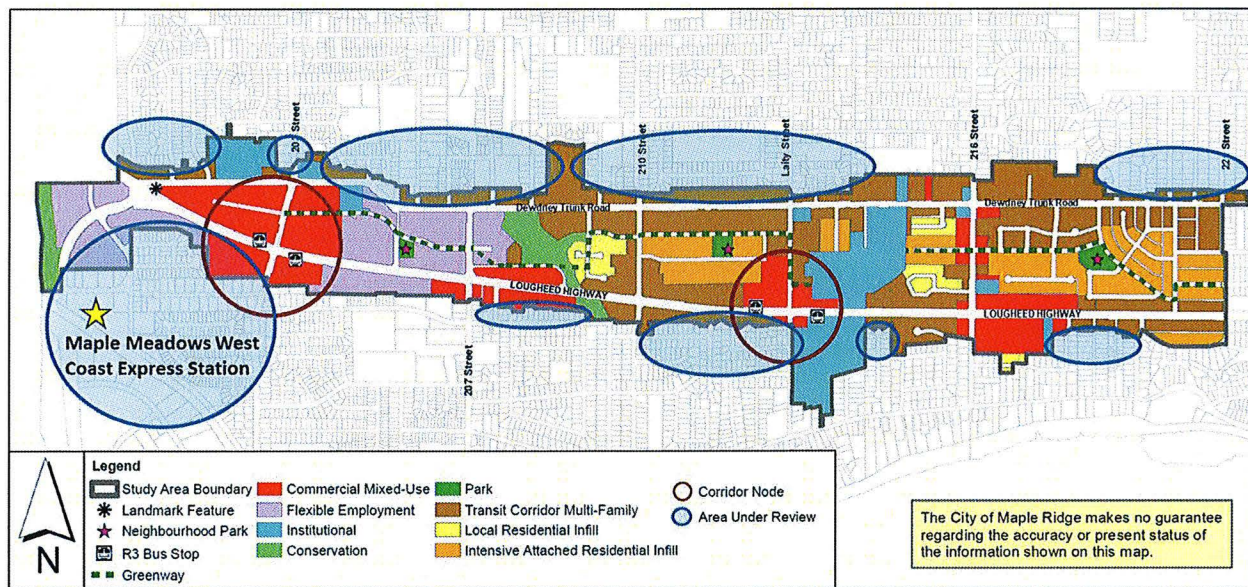 20 Street
210 Street
Laity Street
216 Street
22 Street
Dewdney Trunk Road
Dewdney Trunk Road
LOUGHEED HIGHWAY
LOUGHEED HIGHWAY
207 Street
Maple Meadows West
Coast Express Station
N
Legend
Study Area Boundary
Landmark Feature
Neighbourhood Park
R3 Bus Stop
Greenway
Commercial Mixed-Use
Flexible Employment
Institutional
Conservation
Park
Transit Corridor Multi-Family
Local Residential Infill
Intensive Attached Residential Infill
Corridor Node
Area Under Review
The City of Maple Ridge makes no guarantee
regarding the accuracy or present status of
the information shown on this map.